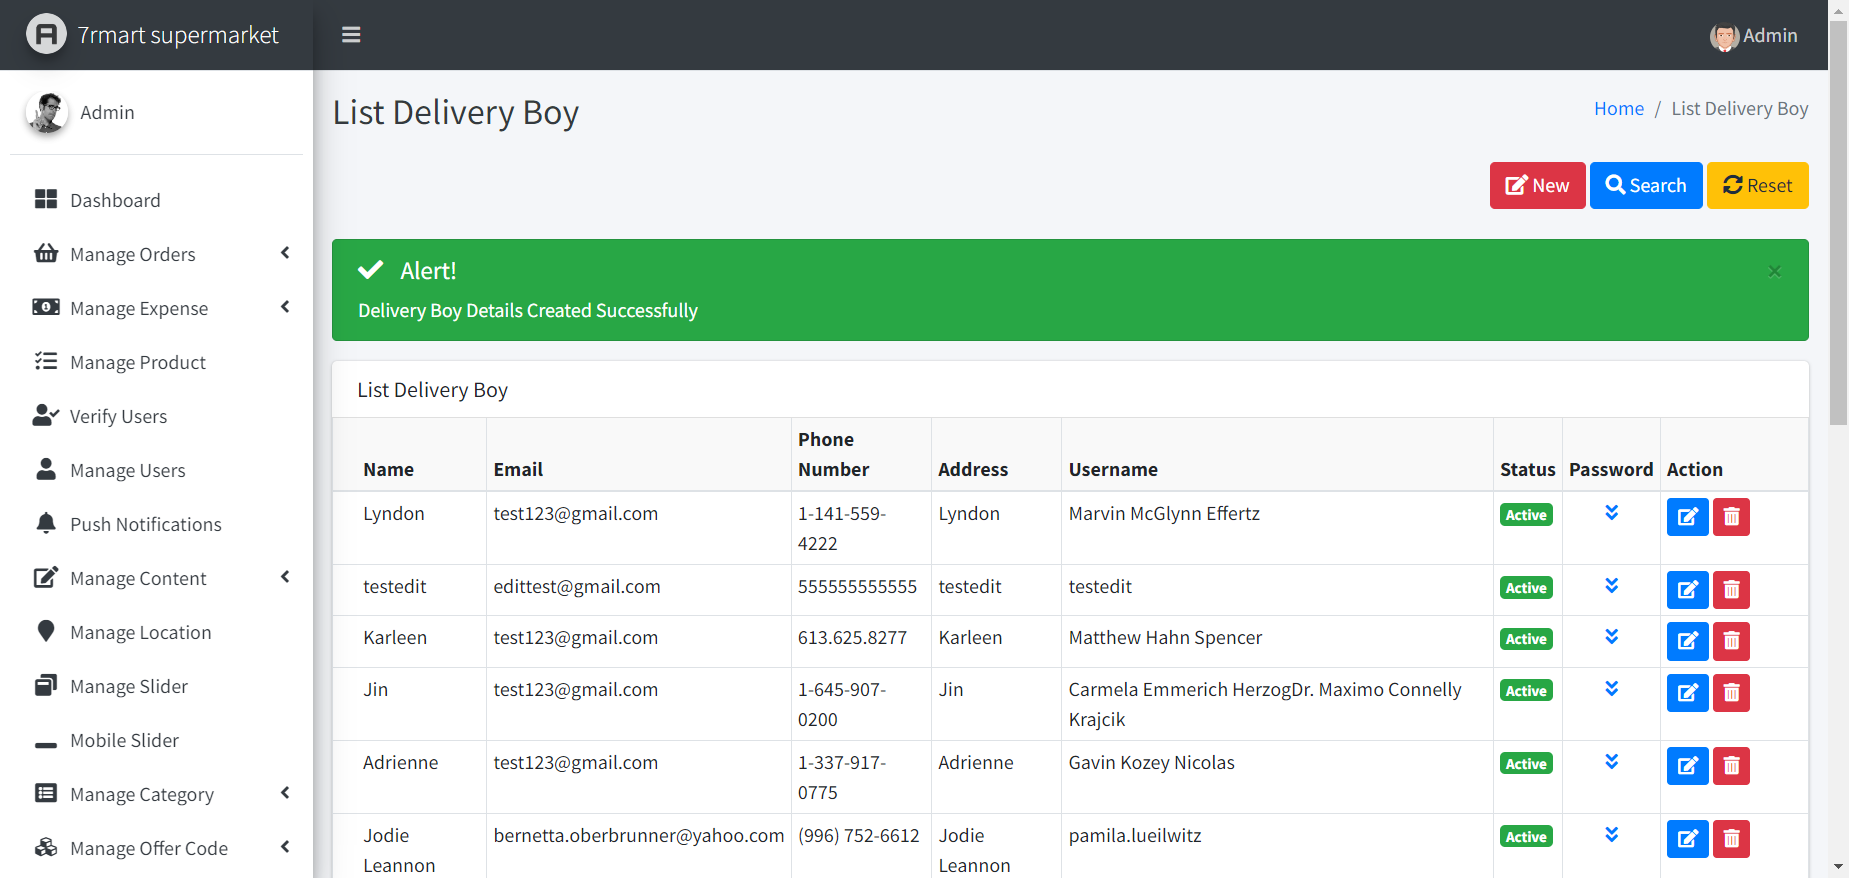 7rmart supermarket
Admin
Admin
List Delivery Boy
Home / List Delivery Boy
Dashboard
Manage Orders
Manage Expense
Manage Product
Verify Users
Manage Users
Push Notifications
Manage Content
Manage Location
Manage Slider
Mobile Slider
Manage Category
Manage Offer Code
New
Search
Reset
Alert!
×
Delivery Boy Details Created Successfully
List Delivery Boy
Name Email Phone Number Address Username Status Password Action
Lyndon test123@gmail.com 1-141-559-4222 Lyndon Marvin McGlynn Effertz Active
testedit edittest@gmail.com 555555555555 testedit testedit Active
Karleen test123@gmail.com 613.625.8277 Karleen Matthew Hahn Spencer Active
Jin test123@gmail.com 1-645-907-0200 Jin Carmela Emmerich HerzogDr. Maximo Connelly Krajcik Active
Adrienne test123@gmail.com 1-337-917-0775 Adrienne Gavin Kozey Nicolas Active
Jodie Leannon bernetta.oberbrunner@yahoo.com (996) 752-6612 Jodie Leannon pamila.lueilwitz Active